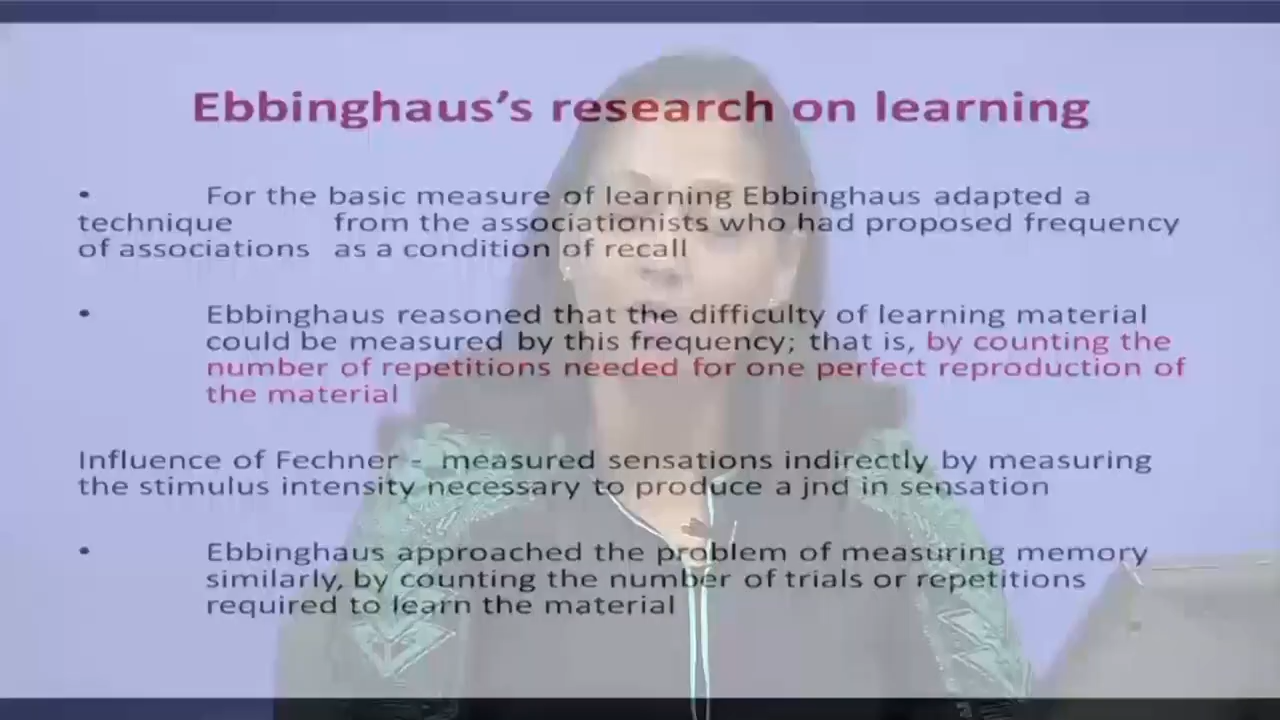 Ebbinghaus’s research on learning
• For the basic measure of learning Ebbinghaus adapted a
technique from the associationists who had proposed frequency
of associations as a condition of recall
• Ebbinghaus reasoned that the difficulty of learning material
could be measured by this frequency; that is, by counting the
number of repetitions needed for one perfect reproduction of
the material
Influence of Fechner - measured sensations indirectly by measuring
the stimulus intensity necessary to produce a jnd in sensation
• Ebbinghaus approached the problem of measuring memory
similarly, by counting the number of trials or repetitions
required to learn the material